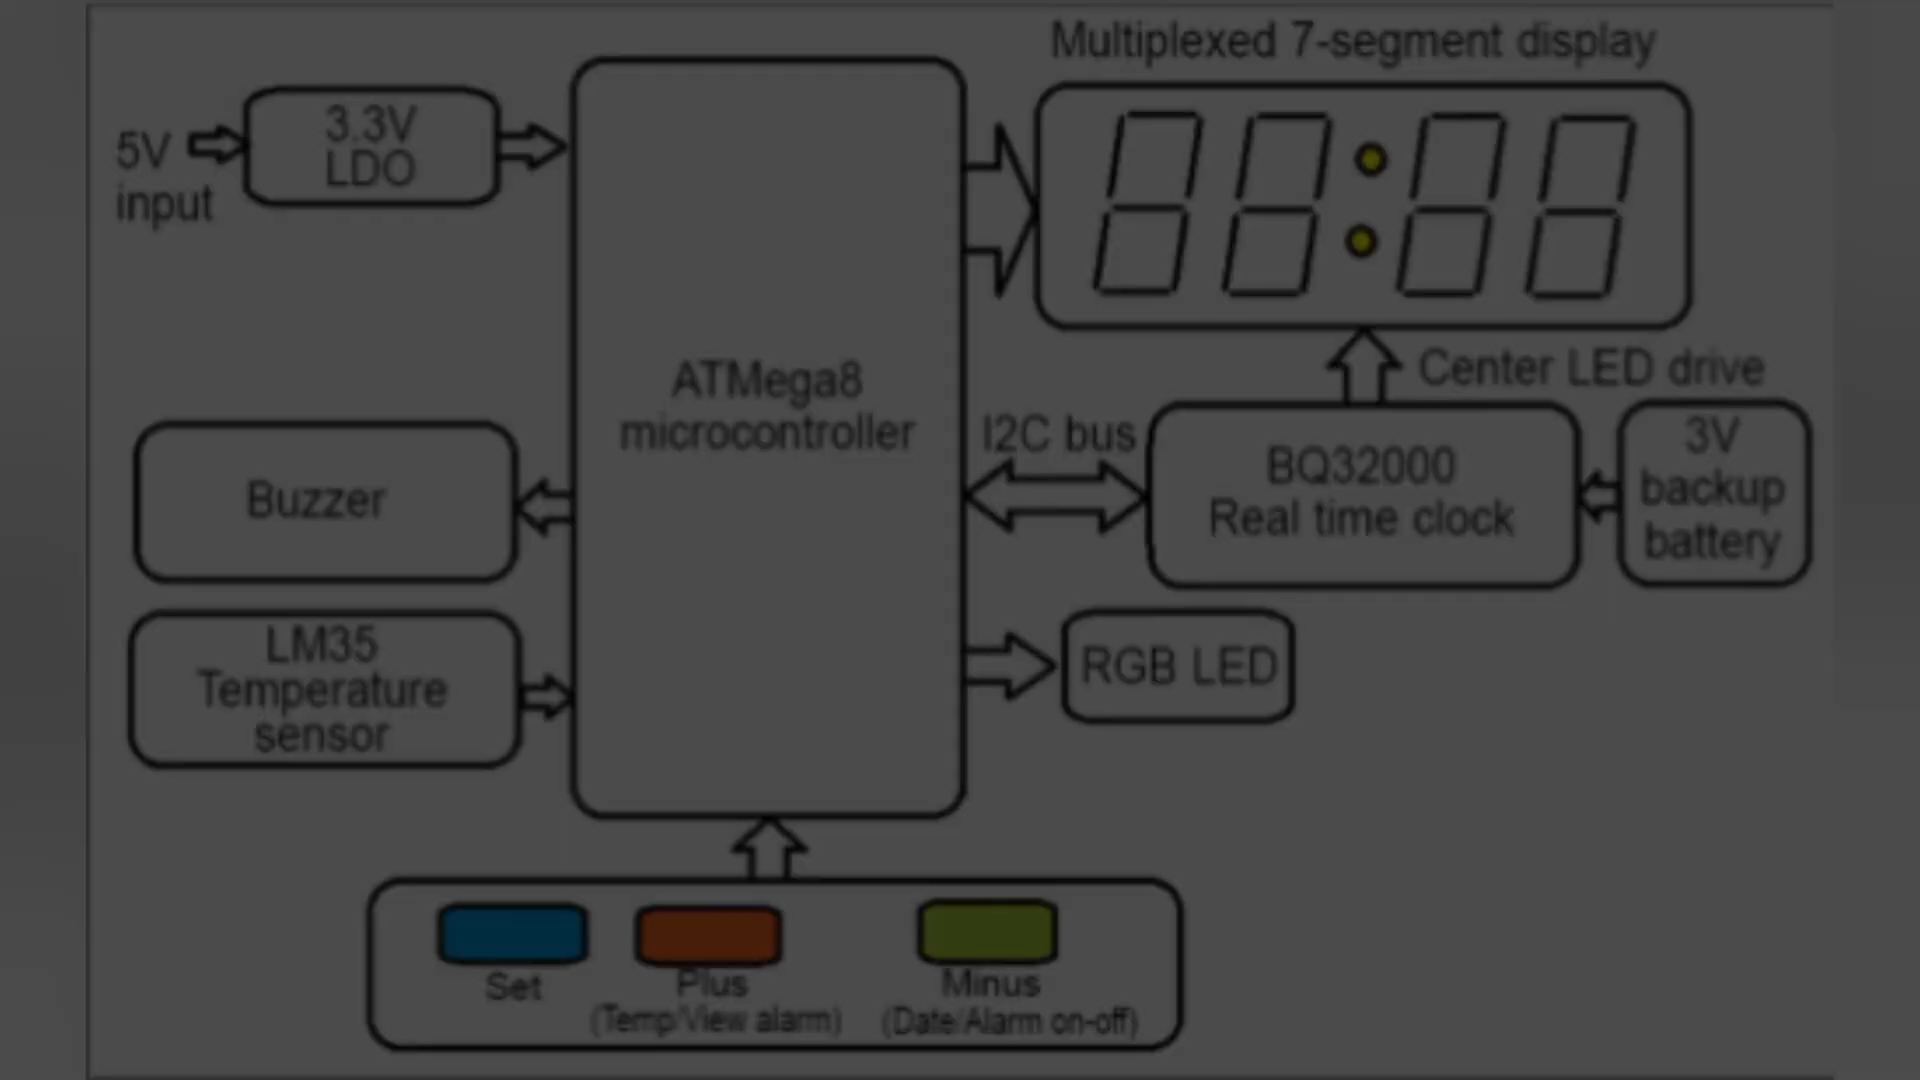 Multiplexed 7-segment display
5V
input
3.3V
LDO
ATMega8
microcontroller
Center LED drive
I2C bus
BQ32000
Real time clock
3V
backup
battery
Buzzer
LM35
Temperature
sensor
RGB LED
Set
Plus
(Temp/View alarm)
Minus
(Date/Alarm on-off)